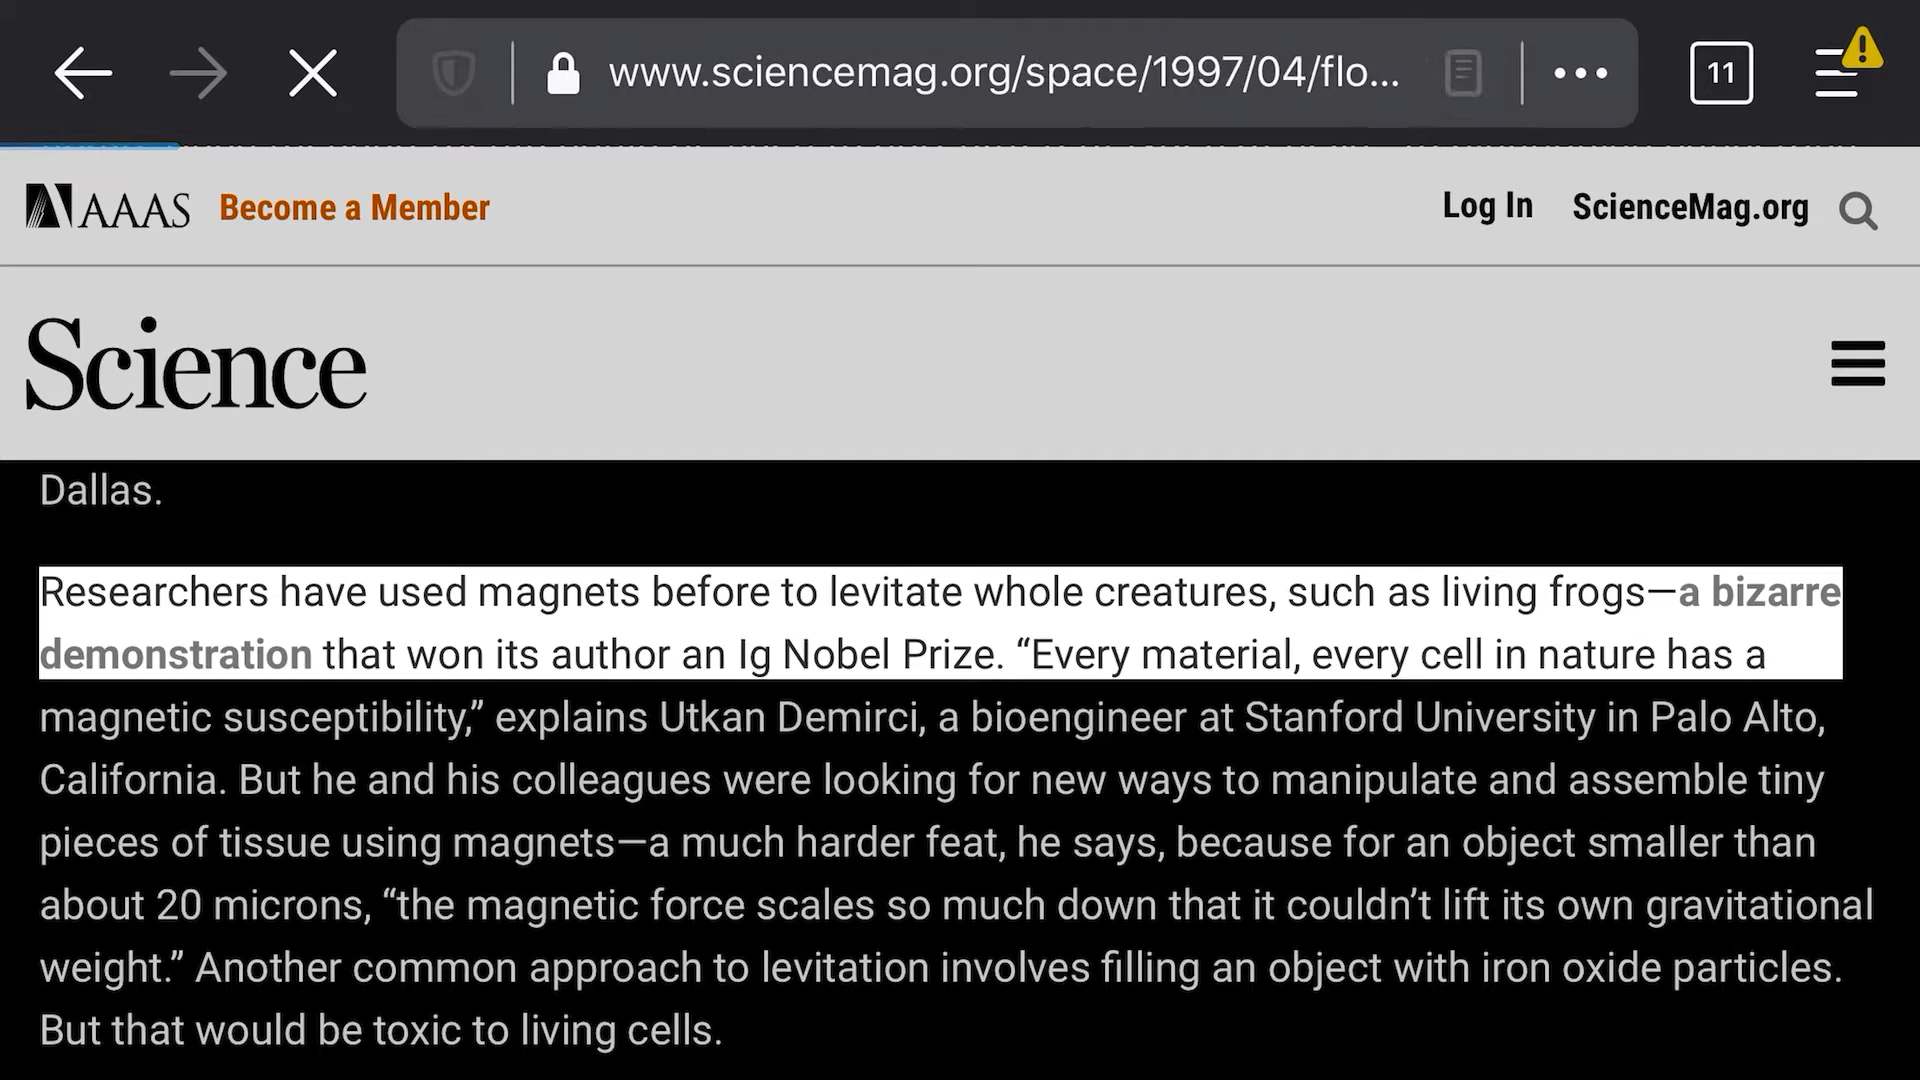 www.sciencemag.org/space/1997/04/flo...
11
AAAS Become a Member Log In ScienceMag.org
Science
Dallas.
Researchers have used magnets before to levitate whole creatures, such as living frogs—a bizarre
demonstration that won its author an Ig Nobel Prize. “Every material, every cell in nature has a
magnetic susceptibility,” explains Utkan Demirci, a bioengineer at Stanford University in Palo Alto,
California. But he and his colleagues were looking for new ways to manipulate and assemble tiny
pieces of tissue using magnets—a much harder feat, he says, because for an object smaller than
about 20 microns, “the magnetic force scales so much down that it couldn’t lift its own gravitational
weight.” Another common approach to levitation involves filling an object with iron oxide particles.
But that would be toxic to living cells.